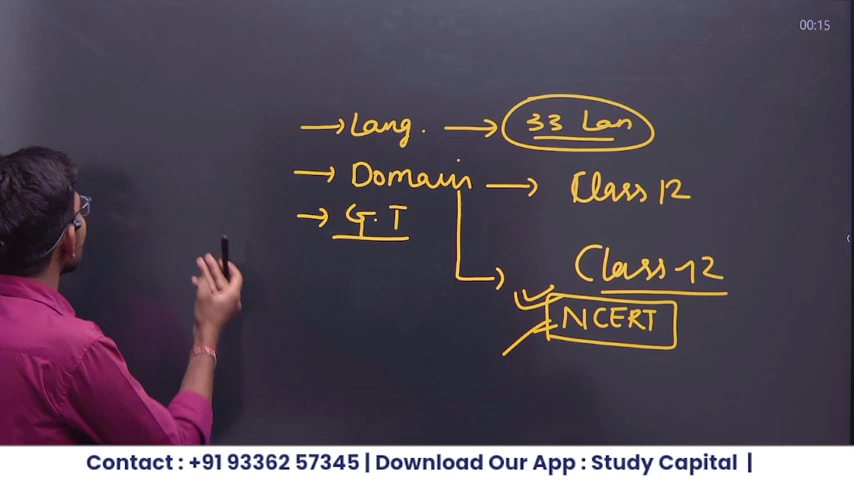 00:15
→ Lang. → 33 Lan
→ Domain → Class 12
→ G.T
Class 12
NCERT
Contact : +91 93362 57345 | Download Our App : Study Capital |